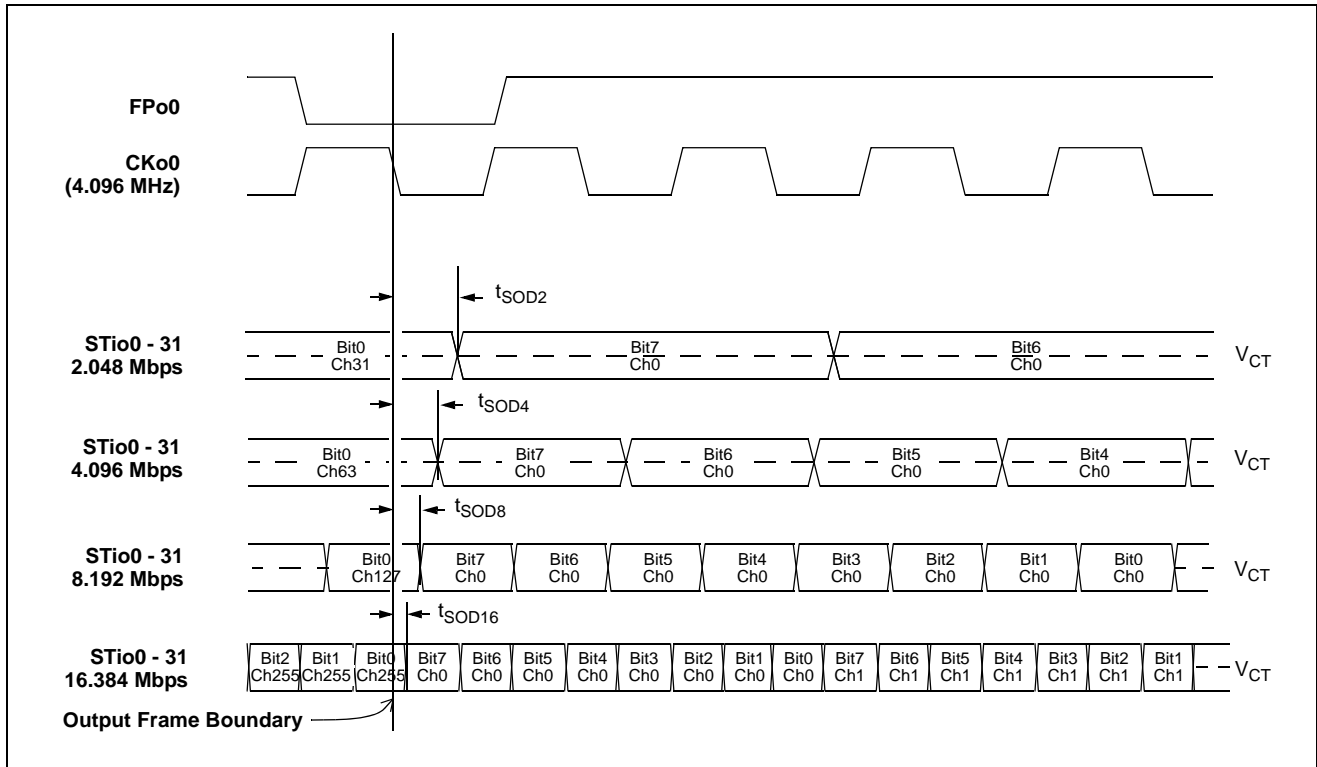 FPo0
CKo0
(4.096 MHz)
tSOD2
STio0 - 31
2.048 Mbps
Bit0
Ch31
Bit7
Ch0
Bit6
Ch0
VCT
tSOD4
STio0 - 31
4.096 Mbps
Bit0
Ch63
Bit7
Ch0
Bit6
Ch0
Bit5
Ch0
Bit4
Ch0
VCT
tSOD8
STio0 - 31
8.192 Mbps
Bit0
Ch127
Bit7
Ch0
Bit6
Ch0
Bit5
Ch0
Bit4
Ch0
Bit3
Ch0
Bit2
Ch0
Bit1
Ch0
Bit0
Ch0
VCT
tSOD16
STio0 - 31
16.384 Mbps
Bit2
Ch255
Bit1
Ch255
Bit0
Ch255
Bit7
Ch0
Bit6
Ch0
Bit5
Ch0
Bit4
Ch0
Bit3
Ch0
Bit2
Ch0
Bit1
Ch0
Bit0
Ch0
Bit7
Ch1
Bit6
Ch1
Bit5
Ch1
Bit4
Ch1
Bit3
Ch1
Bit2
Ch1
Bit1
Ch1
VCT
Output Frame Boundary